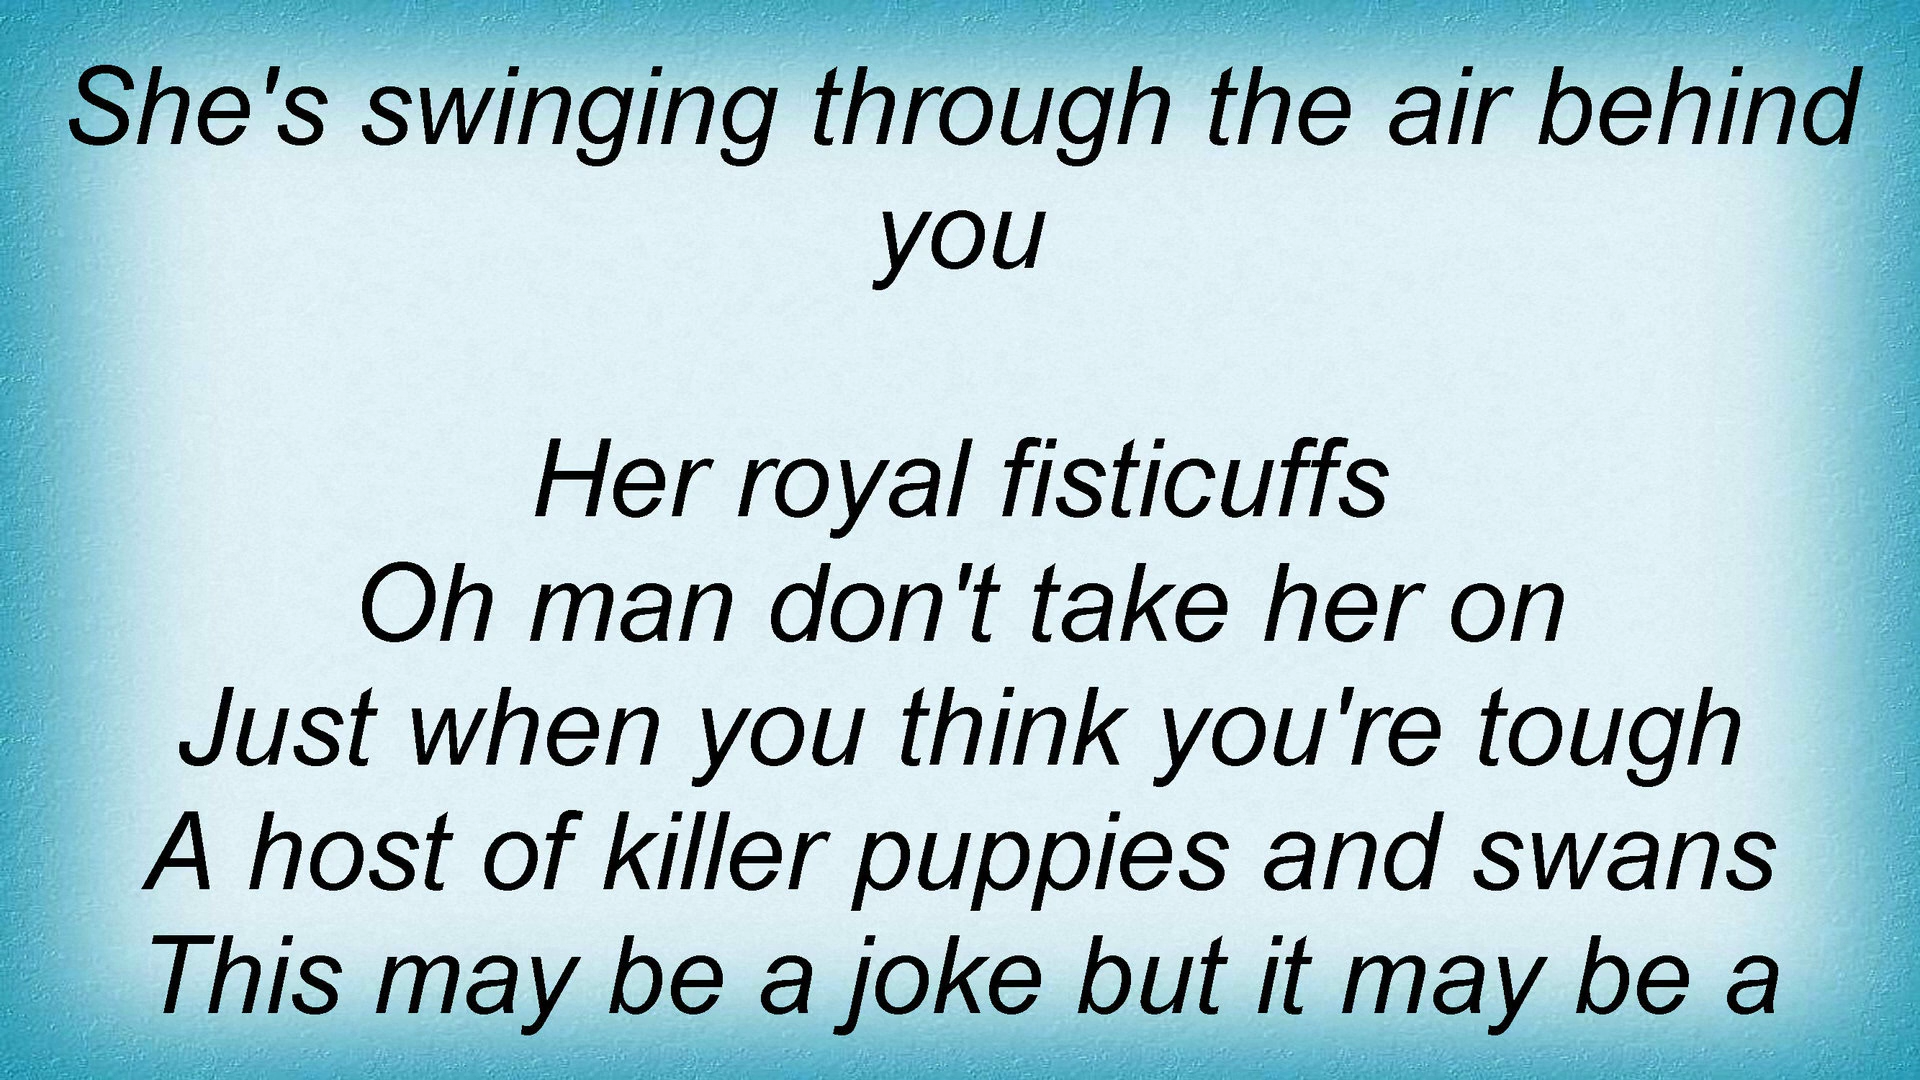 She's swinging through the air behind
you
Her royal fisticuffs
Oh man don't take her on
Just when you think you're tough
A host of killer puppies and swans
This may be a joke but it may be a